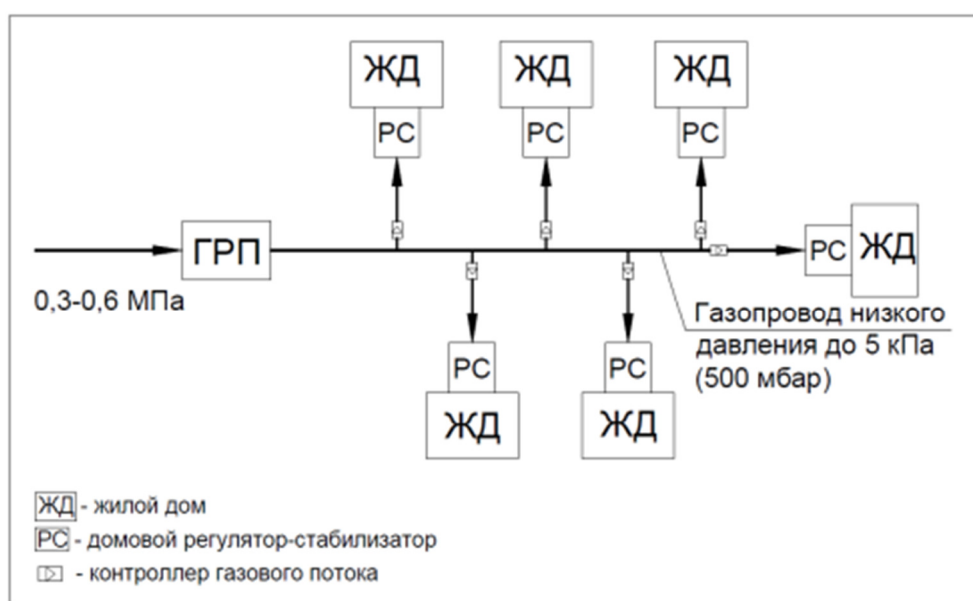 ЖД ЖД ЖД
РС РС РС
ГРП
РС ЖД
0,3-0,6 МПа
Газопровод низкого
давления до 5 кПа
(500 мбар)
РС РС
ЖД ЖД
ЖД - жилой дом
РС - домовой регулятор-стабилизатор
- контроллер газового потока